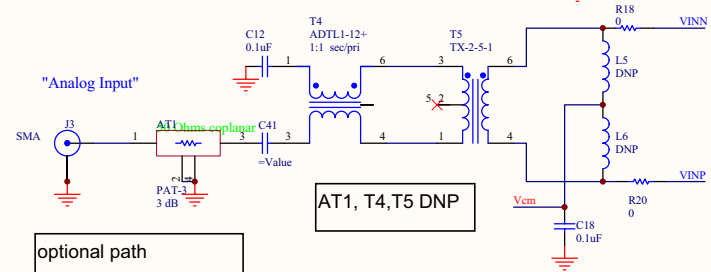 R18
0
VINN
T4
ADTL1-12+
1:1 sec/pri
C12
0.1uF
T5
TX-2-5-1
1
6
3
6
L5
DNP
"Analog Input"
5
2
J3
SMA
AT1
Ohms coplanar
C41
1
3
3
4
1
4
=Value
L6
DNP
2
4
PAT-3
3 dB
AT1, T4,T5 DNP
VINP
R20
0
Vcm
C18
0.1uF
optional path